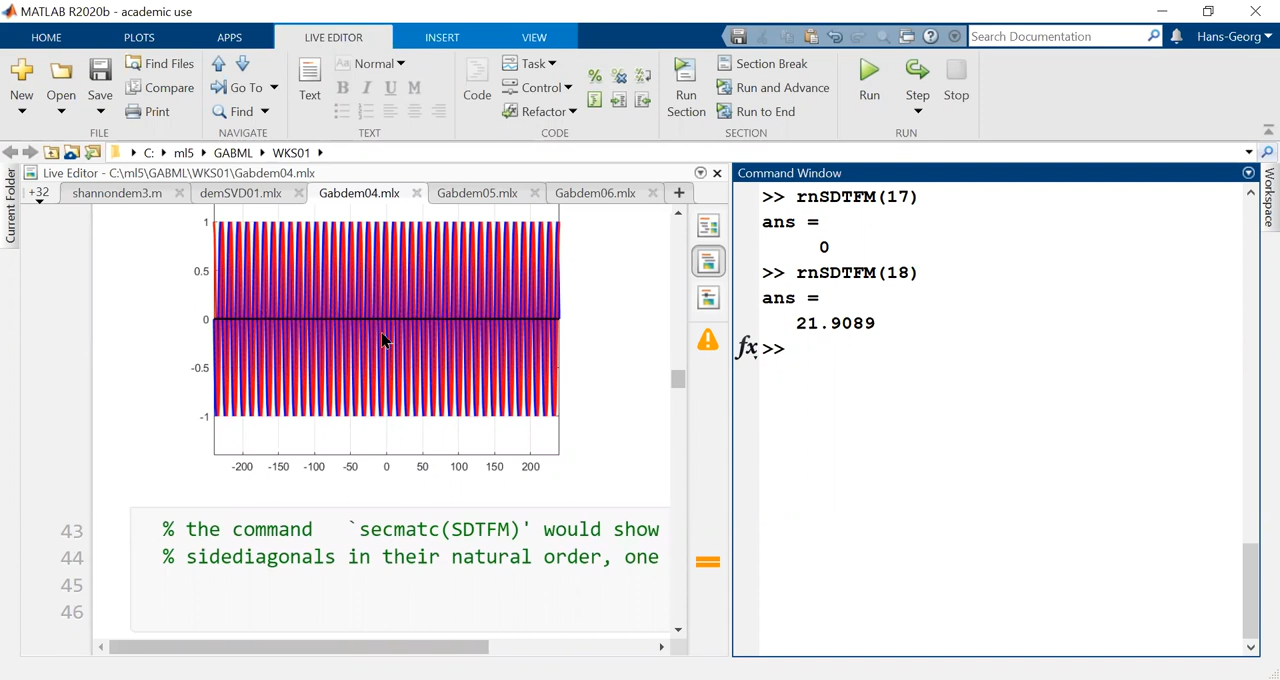 MATLAB R2020b - academic use
HOME PLOTS APPS LIVE EDITOR INSERT VIEW Search Documentation Hans-Georg
New Open Save Find Files Compare Print
FILE
Go To Find
NAVIGATE
Text Aa Normal B I U M
TEXT
Code Task Control Refactor
CODE
Run Section Section Break Run and Advance Run to End
SECTION
Run Step Stop
RUN
C: ml5 GABML WKS01
Current Folder
Live Editor - C:\ml5\GABML\WKS01\Gabdem04.mlx
+32 shannondem3.m demSVD01.mlx Gabdem04.mlx Gabdem05.mlx Gabdem06.mlx
1
0.5
0
-0.5
-1
-200 -150 -100 -50 0 50 100 150 200
43 % the command `secmatc(SDTFM)' would show
44 % sidediagonals in their natural order, one
45
46
Command Window
>> rnSDTFM(17)
ans =
0
>> rnSDTFM(18)
ans =
21.9089
fx >>
Workspace